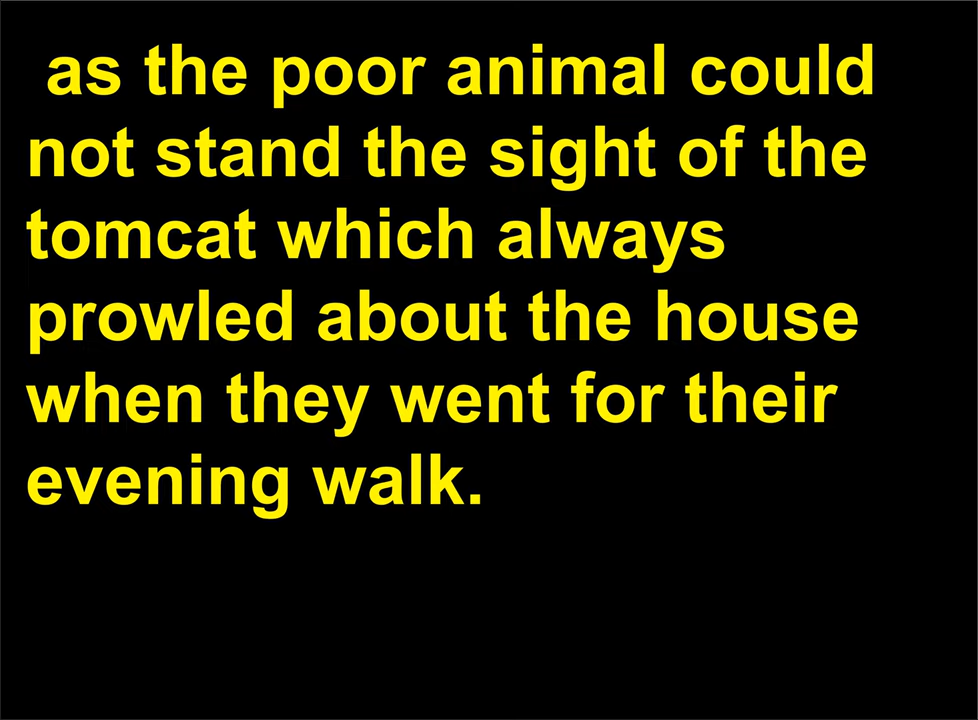 as the poor animal could
not stand the sight of the
tomcat which always
prowled about the house
when they went for their
evening walk.